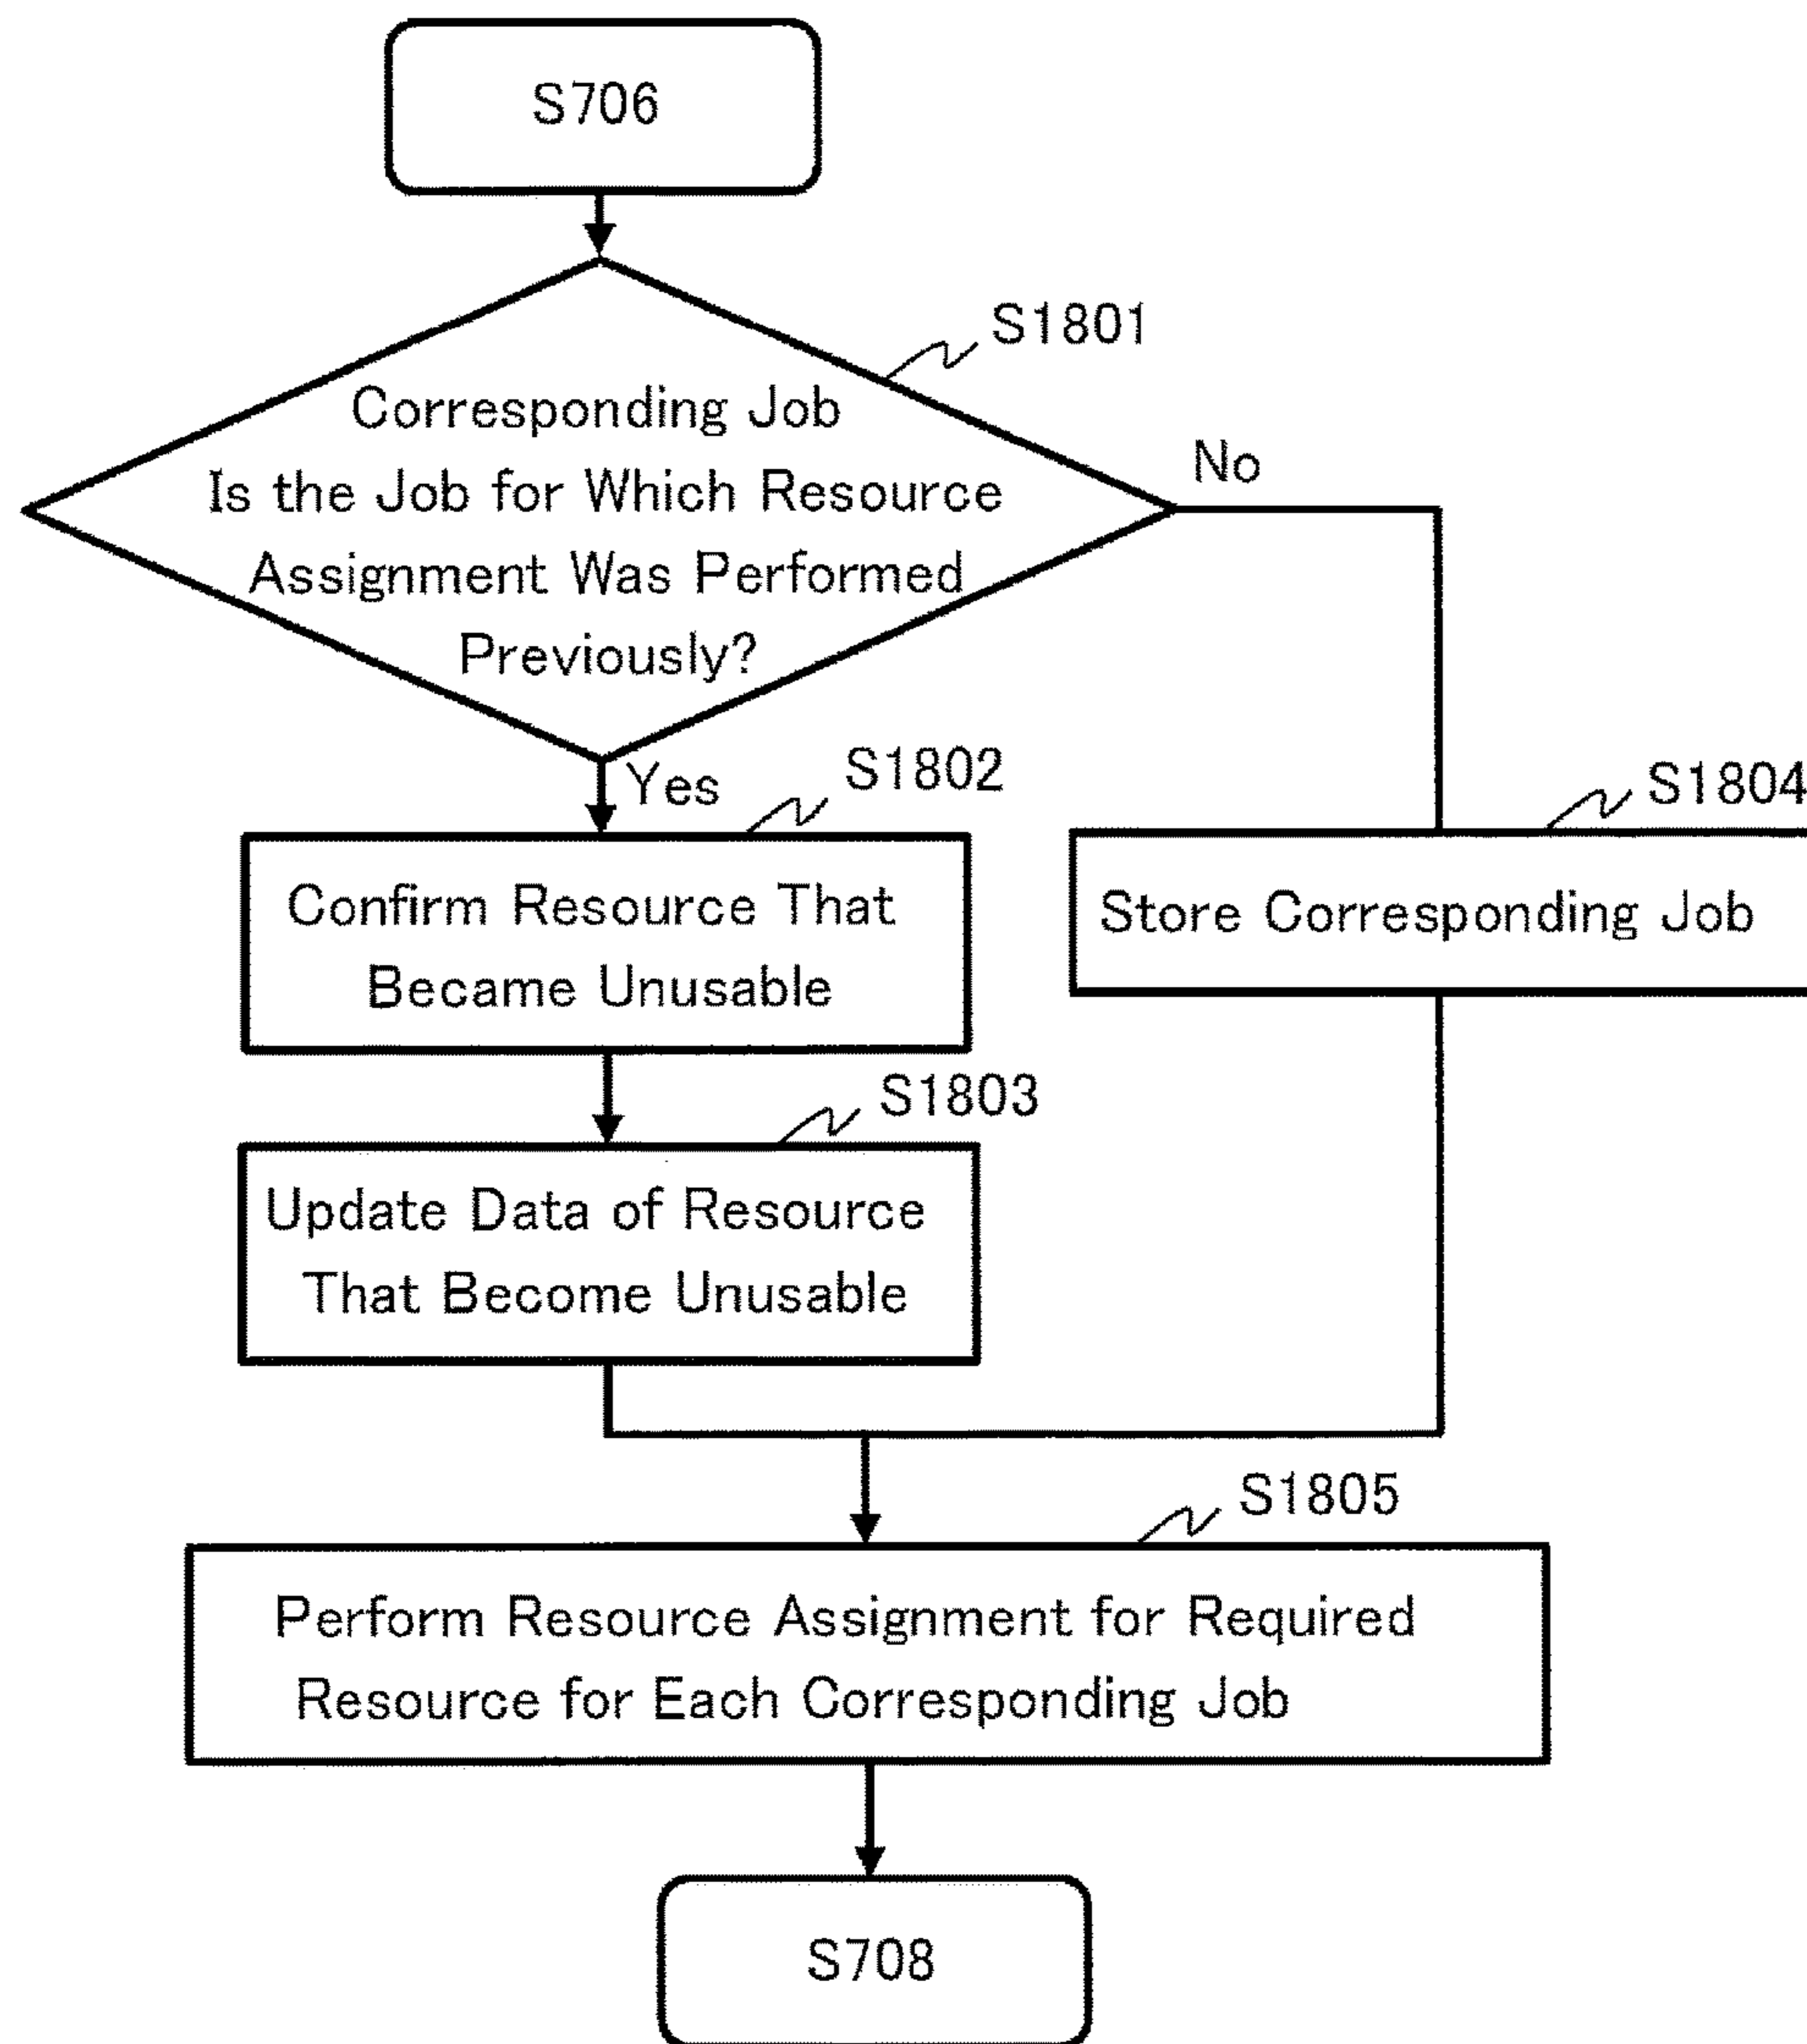 S706
S1801
Corresponding Job
Is the Job for Which Resource
Assignment Was Performed
Previously?
No
Yes
S1802
Confirm Resource That
Became Unusable
S1804
Store Corresponding Job
S1803
Update Data of Resource
That Become Unusable
S1805
Perform Resource Assignment for Required
Resource for Each Corresponding Job
S708